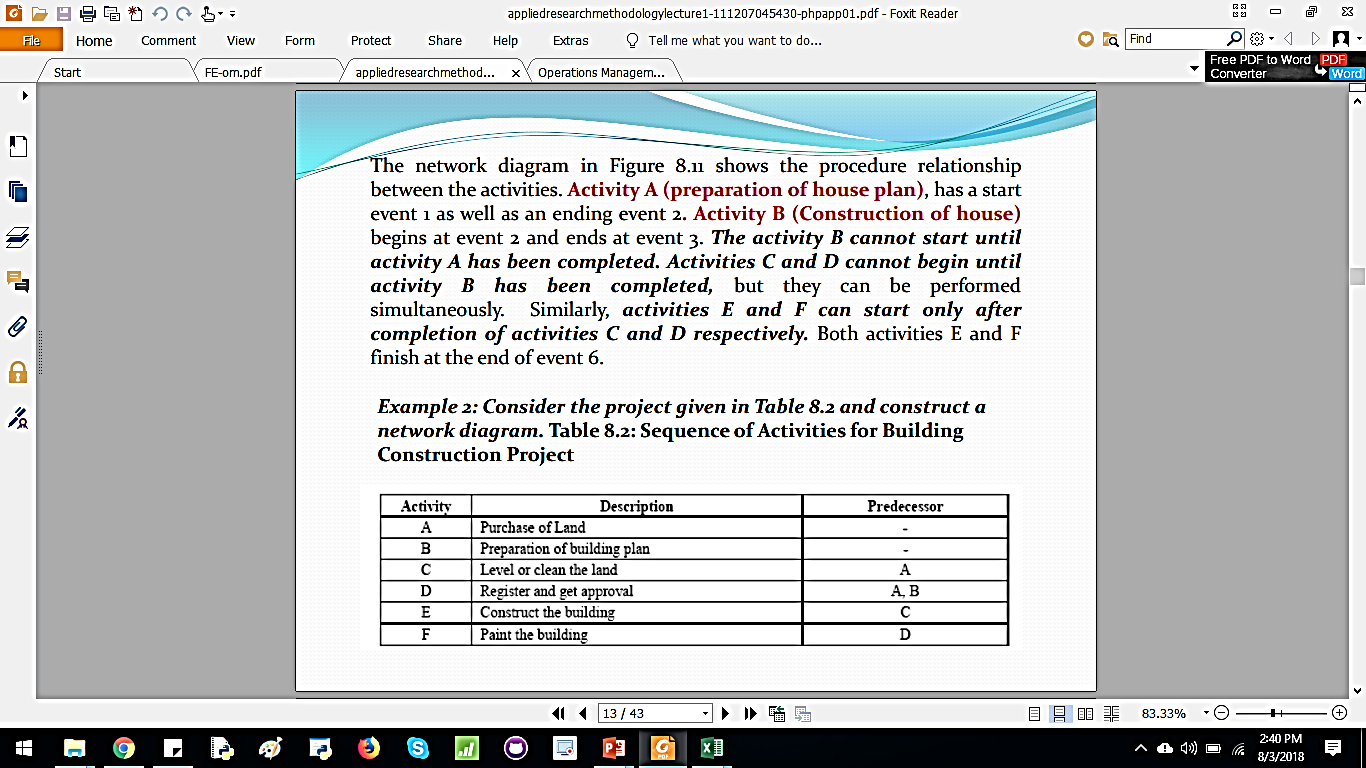 appliedresearchmethodologylecture1-111207045430-phpapp01.pdf - Foxit Reader
File Home Comment View Form Protect Share Help Extras Tell me what you want to do... Find
Start FE-om.pdf appliedresearchmethod... × Operations Managem...
Free PDF to Word PDF
Converter Word
The network diagram in Figure 8.11 shows the procedure relationship
between the activities. Activity A (preparation of house plan), has a start
event 1 as well as an ending event 2. Activity B (Construction of house)
begins at event 2 and ends at event 3. The activity B cannot start until
activity A has been completed. Activities C and D cannot begin until
activity B has been completed, but they can be performed
simultaneously. Similarly, activities E and F can start only after
completion of activities C and D respectively. Both activities E and F
finish at the end of event 6.
Example 2: Consider the project given in Table 8.2 and construct a
network diagram. Table 8.2: Sequence of Activities for Building
Construction Project
Activity Description Predecessor
A Purchase of Land -
B Preparation of building plan -
C Level or clean the land A
D Register and get approval A, B
E Construct the building C
F Paint the building D
13 / 43 83.33%
2:40 PM
8/3/2018